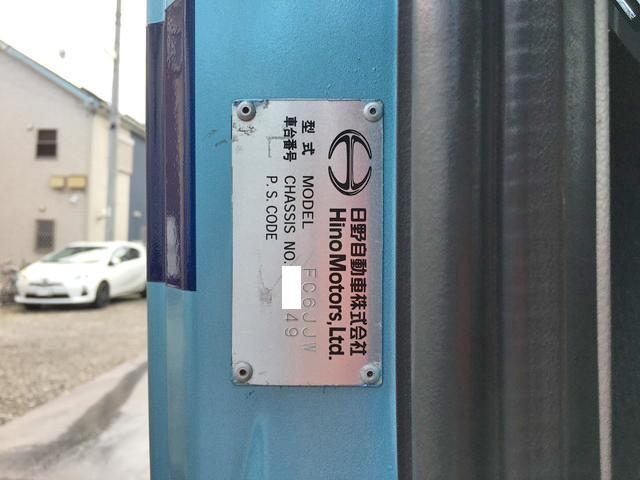 日野自動車株式会社
HinoMotors,Ltd.
型式 MODEL FC6JJW
車台番号 CHASSIS NO. 49
P.S.CODE